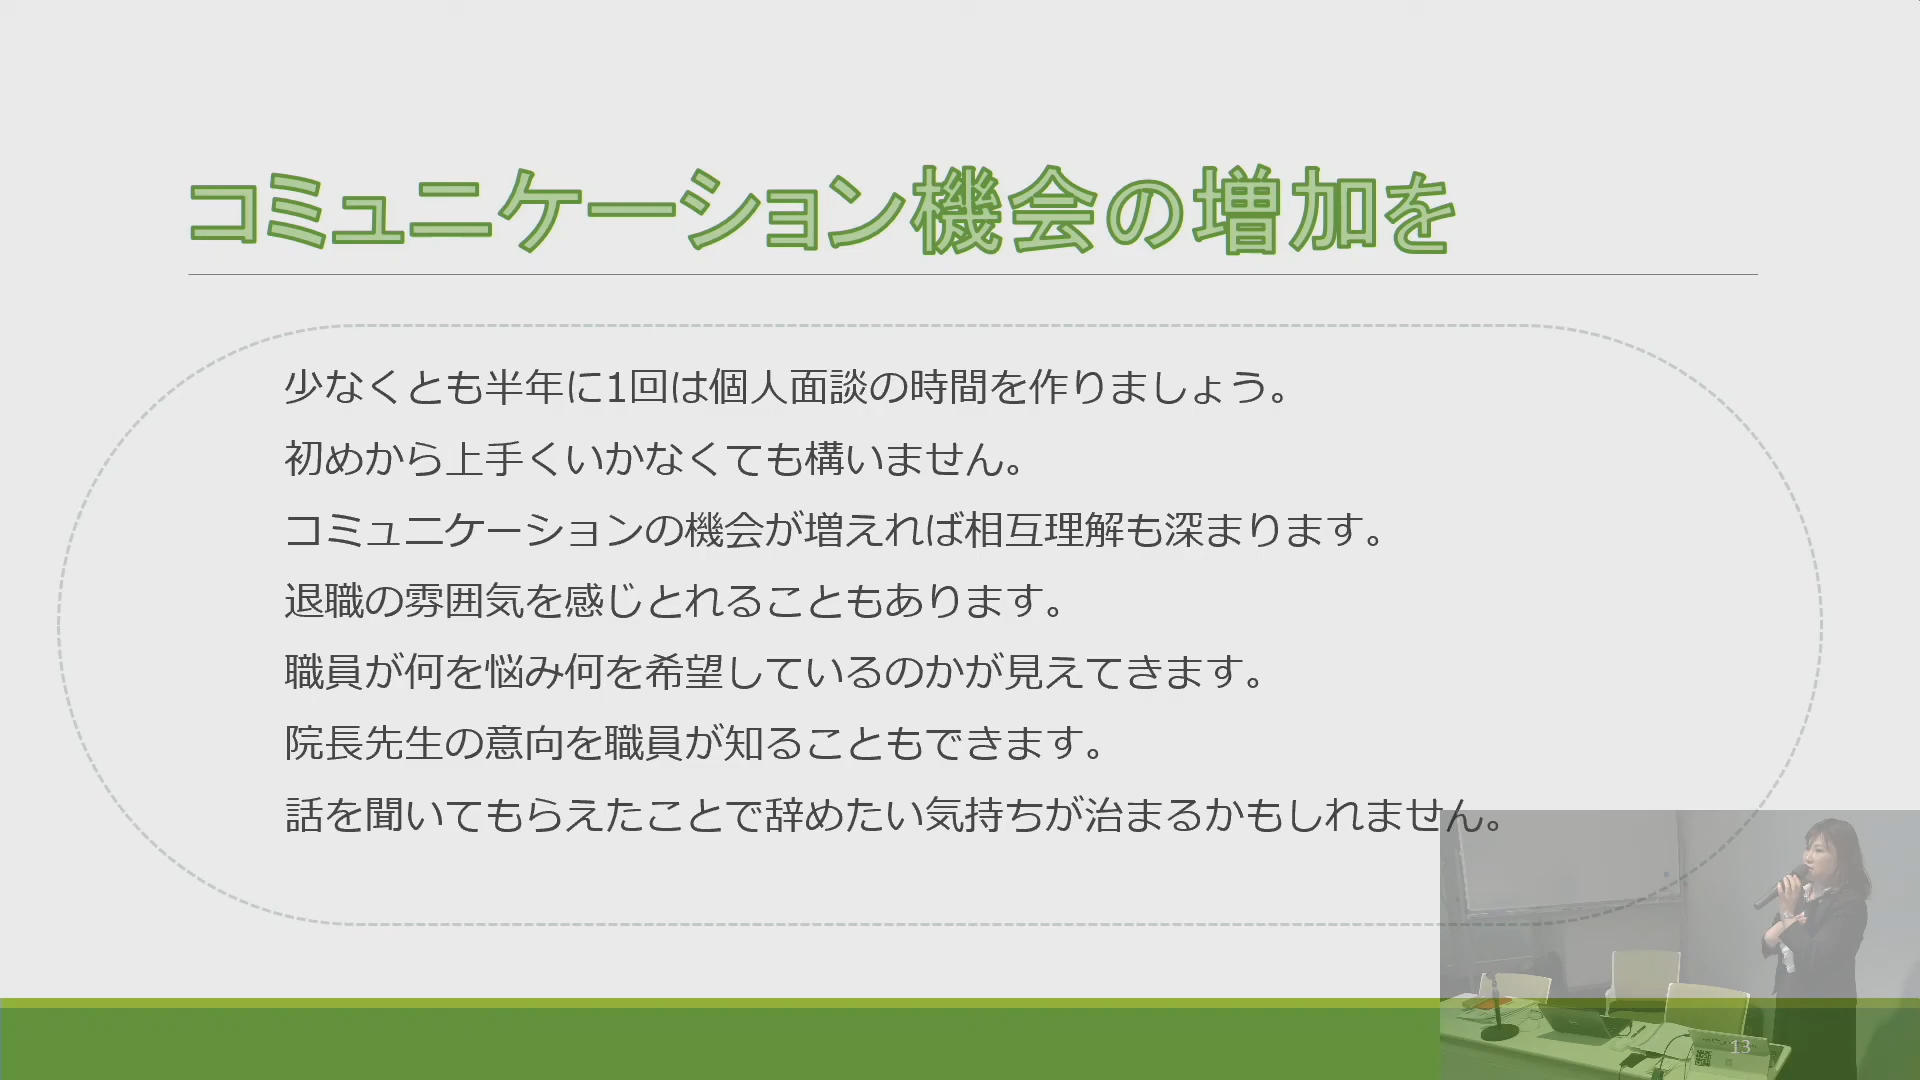 コミュニケーション機会の増加を
少なくとも半年に1回は個人面談の時間を作りましょう。
初めから上手くいかなくても構いません。
コミュニケーションの機会が増えれば相互理解も深まります。
退職の雰囲気を感じとれることもあります。
職員が何を悩み何を希望しているのかが見えてきます。
院長先生の意向を職員が知ることもできます。
話を聞いてもらえたことで辞めたい気持ちが治まるかもしれません。
13